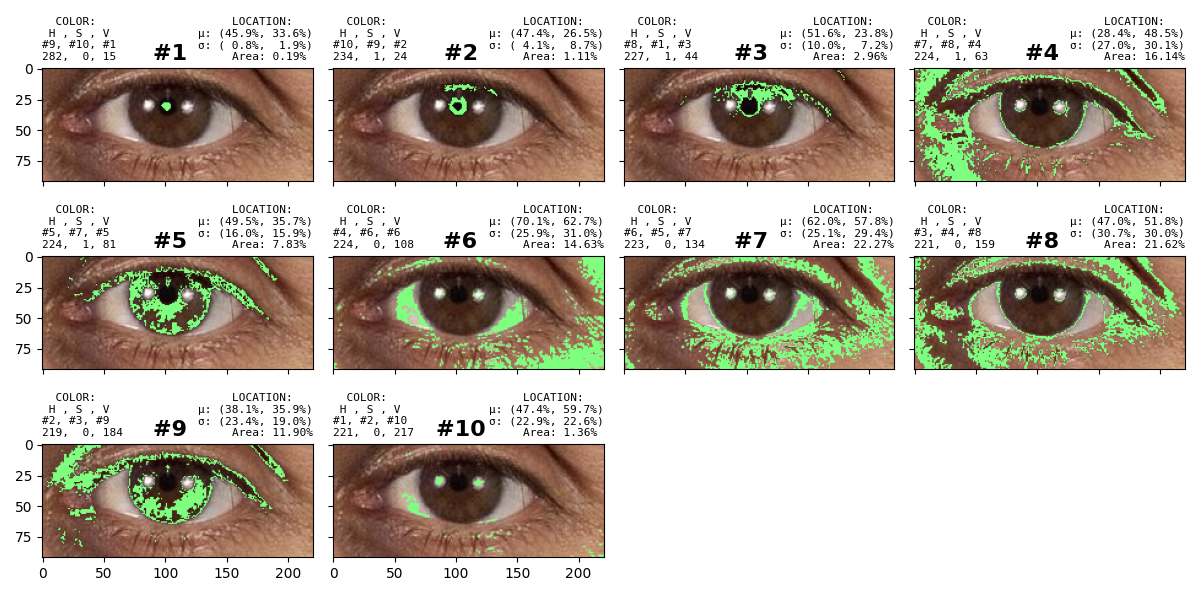 COLOR: LOCATION:
H , S , V μ: (45.9%, 33.6%)
#9, #10, #1 #1 σ: ( 0.8%, 1.9%)
282, 0, 15 Area: 0.19%
COLOR: LOCATION:
H , S , V μ: (47.4%, 26.5%)
#10, #9, #2 #2 σ: ( 4.1%, 8.7%)
234, 1, 24 Area: 1.11%
COLOR: LOCATION:
H , S , V μ: (51.6%, 23.8%)
#8, #1, #3 #3 σ: (10.0%, 7.2%)
227, 1, 44 Area: 2.96%
COLOR: LOCATION:
H , S , V μ: (28.4%, 48.5%)
#7, #8, #4 #4 σ: (27.0%, 30.1%)
224, 1, 63 Area: 16.14%
0
25
50
75
COLOR: LOCATION:
H , S , V μ: (49.5%, 35.7%)
#5, #7, #5 #5 σ: (16.0%, 15.9%)
224, 1, 81 Area: 7.83%
COLOR: LOCATION:
H , S , V μ: (70.1%, 62.7%)
#4, #6, #6 #6 σ: (25.9%, 31.0%)
224, 0, 108 Area: 14.63%
COLOR: LOCATION:
H , S , V μ: (62.0%, 57.8%)
#6, #5, #7 #7 σ: (25.1%, 29.4%)
223, 0, 134 Area: 22.27%
COLOR: LOCATION:
H , S , V μ: (47.0%, 51.8%)
#3, #4, #8 #8 σ: (30.7%, 30.0%)
221, 0, 159 Area: 21.62%
0
25
50
75
COLOR: LOCATION:
H , S , V μ: (38.1%, 35.9%)
#2, #3, #9 #9 σ: (23.4%, 19.0%)
219, 0, 184 Area: 11.90%
COLOR: LOCATION:
H , S , V μ: (47.4%, 59.7%)
#1, #2, #10 #10 σ: (22.9%, 22.6%)
221, 0, 217 Area: 1.36%
0
25
50
75
0 50 100 150 200
0 50 100 150 200